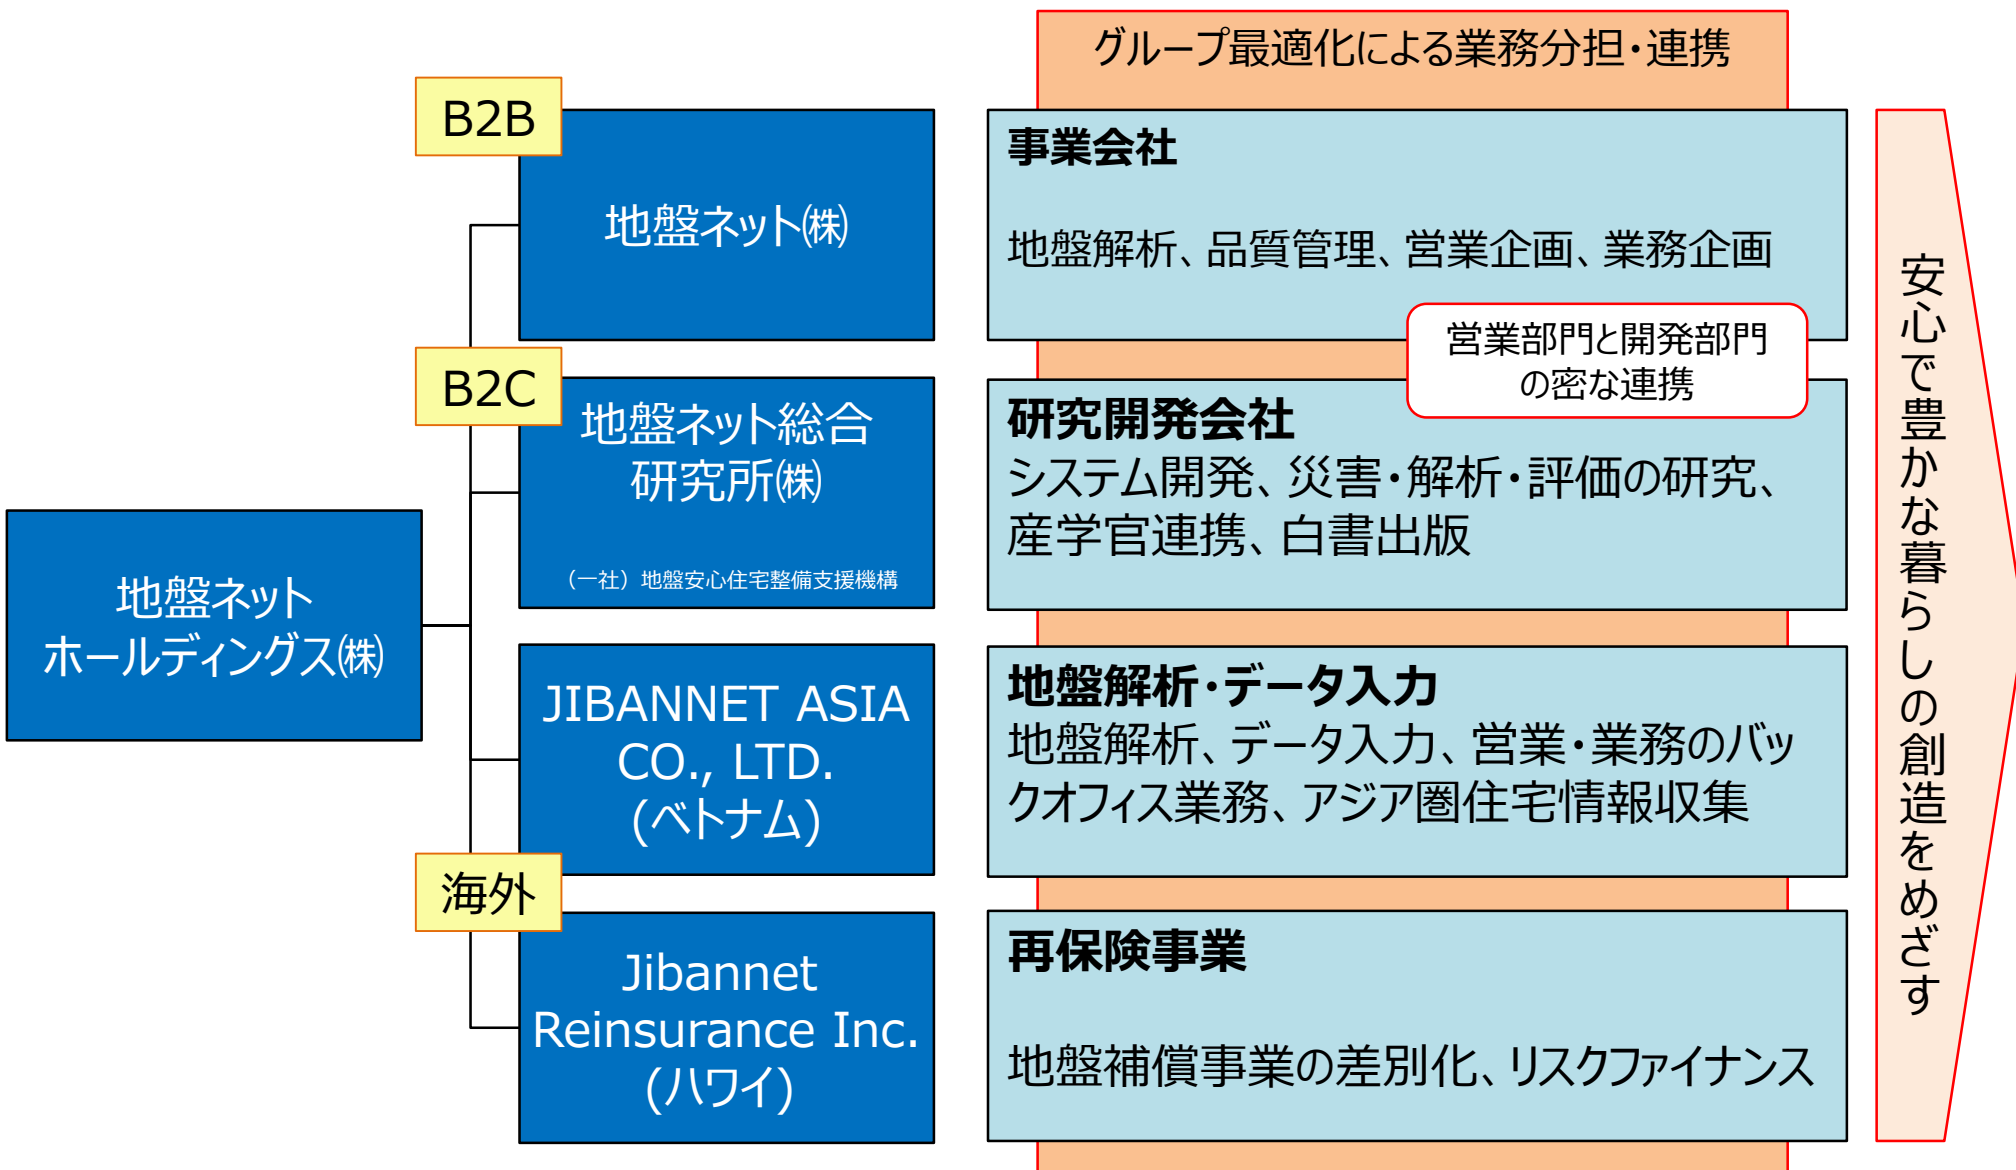 グループ最適化による業務分担・連携
B2B
地盤ネット㈱
事業会社
地盤解析、品質管理、営業企画、業務企画
営業部門と開発部門
の密な連携
B2C
地盤ネット総合
研究所㈱
（一社）地盤安心住宅整備支援機構
研究開発会社
システム開発、災害・解析・評価の研究、
産学官連携、白書出版
地盤ネット
ホールディングス㈱
JIBANNET ASIA
CO., LTD.
(ベトナム)
地盤解析・データ入力
地盤解析、データ入力、営業・業務のバッ
クオフィス業務、アジア圏住宅情報収集
海外
Jibannet
Reinsurance Inc.
(ハワイ)
再保険事業
地盤補償事業の差別化、リスクファイナンス
安心で豊かな暮らしの創造をめざす